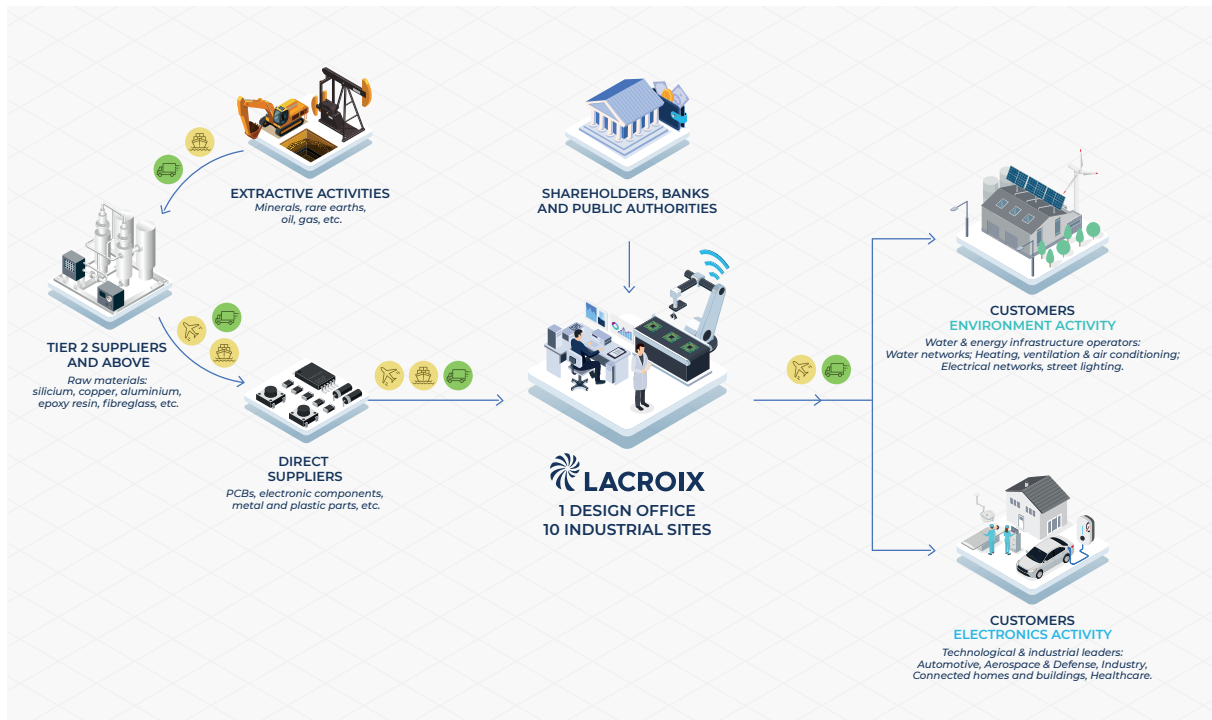 EXTRACTIVE ACTIVITIES
Minerals, rare earths,
oil, gas, etc.
SHAREHOLDERS, BANKS
AND PUBLIC AUTHORITIES
TIER 2 SUPPLIERS
AND ABOVE
Raw materials:
silicium, copper, aluminium,
epoxy resin, fibreglass, etc.
DIRECT
SUPPLIERS
PCBs, electronic components,
metal and plastic parts, etc.
LACROIX
1 DESIGN OFFICE
10 INDUSTRIAL SITES
CUSTOMERS
ENVIRONMENT ACTIVITY
Water & energy infrastructure operators:
Water networks; Heating, ventilation & air conditioning;
Electrical networks, street lighting.
CUSTOMERS
ELECTRONICS ACTIVITY
Technological & industrial leaders:
Automotive, Aerospace & Defense, Industry,
Connected homes and buildings, Healthcare.